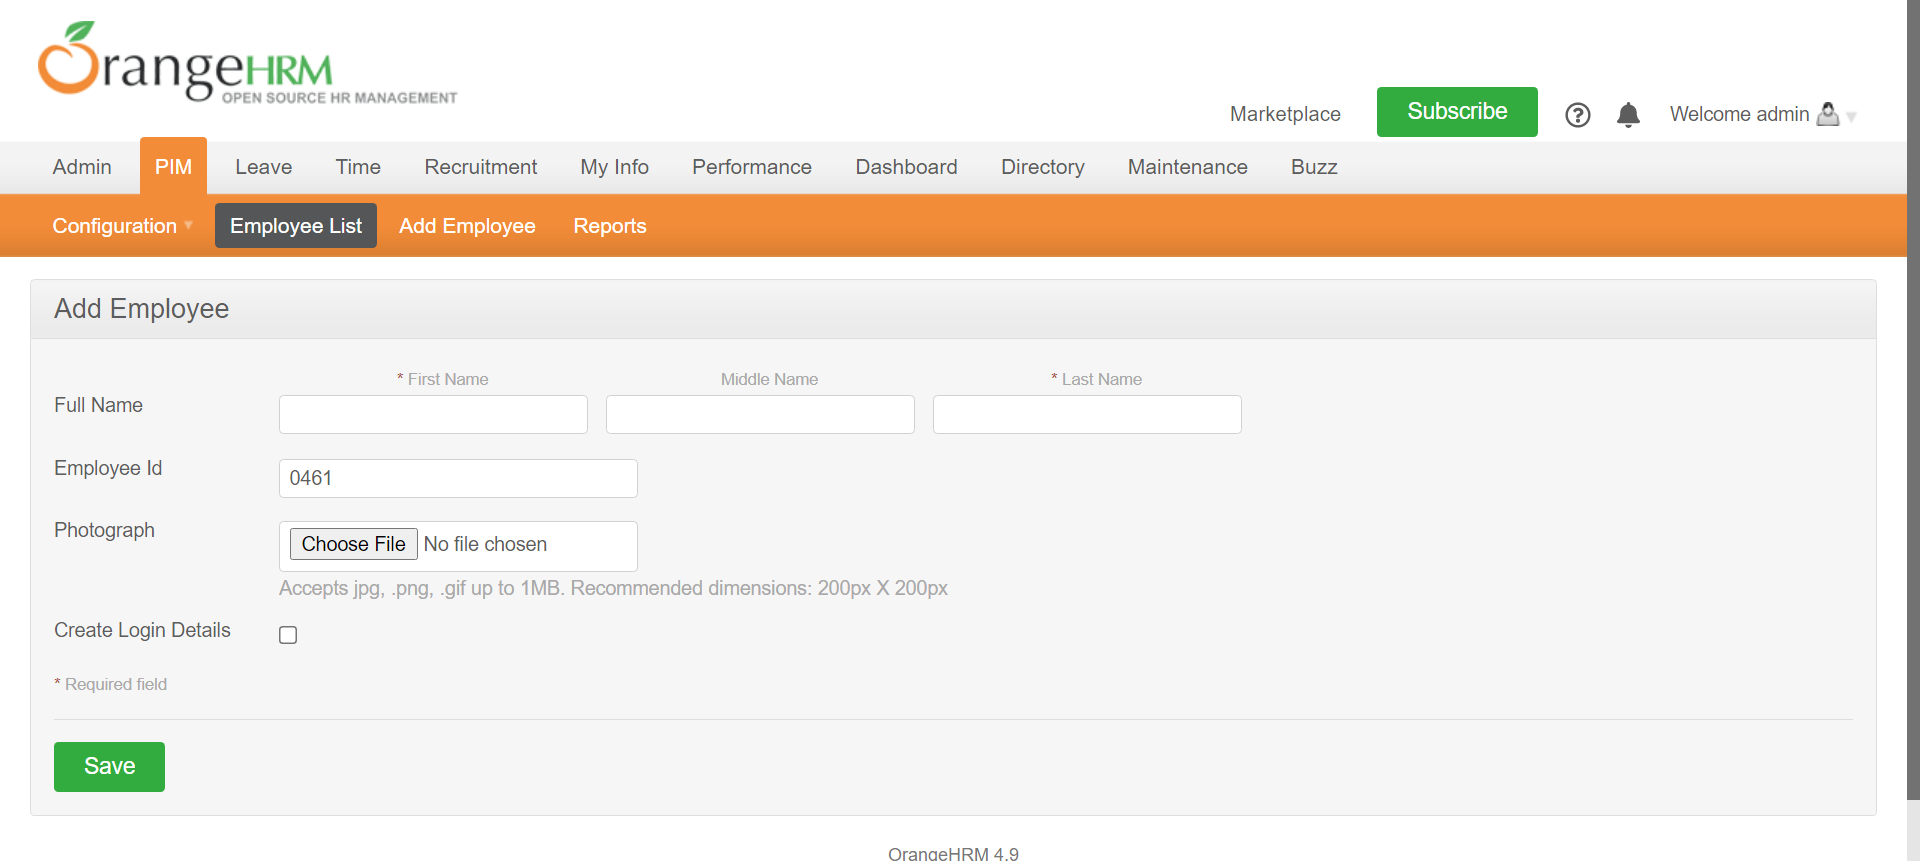 OrangeHRM
OPEN SOURCE HR MANAGEMENT
Marketplace Subscribe Welcome admin
Admin PIM Leave Time Recruitment My Info Performance Dashboard Directory Maintenance Buzz
Configuration Employee List Add Employee Reports
Add Employee
* First Name Middle Name * Last Name
Full Name
Employee Id 0461
Photograph Choose File No file chosen
Accepts jpg, .png, .gif up to 1MB. Recommended dimensions: 200px X 200px
Create Login Details
* Required field
Save
OrangeHRM 4.9